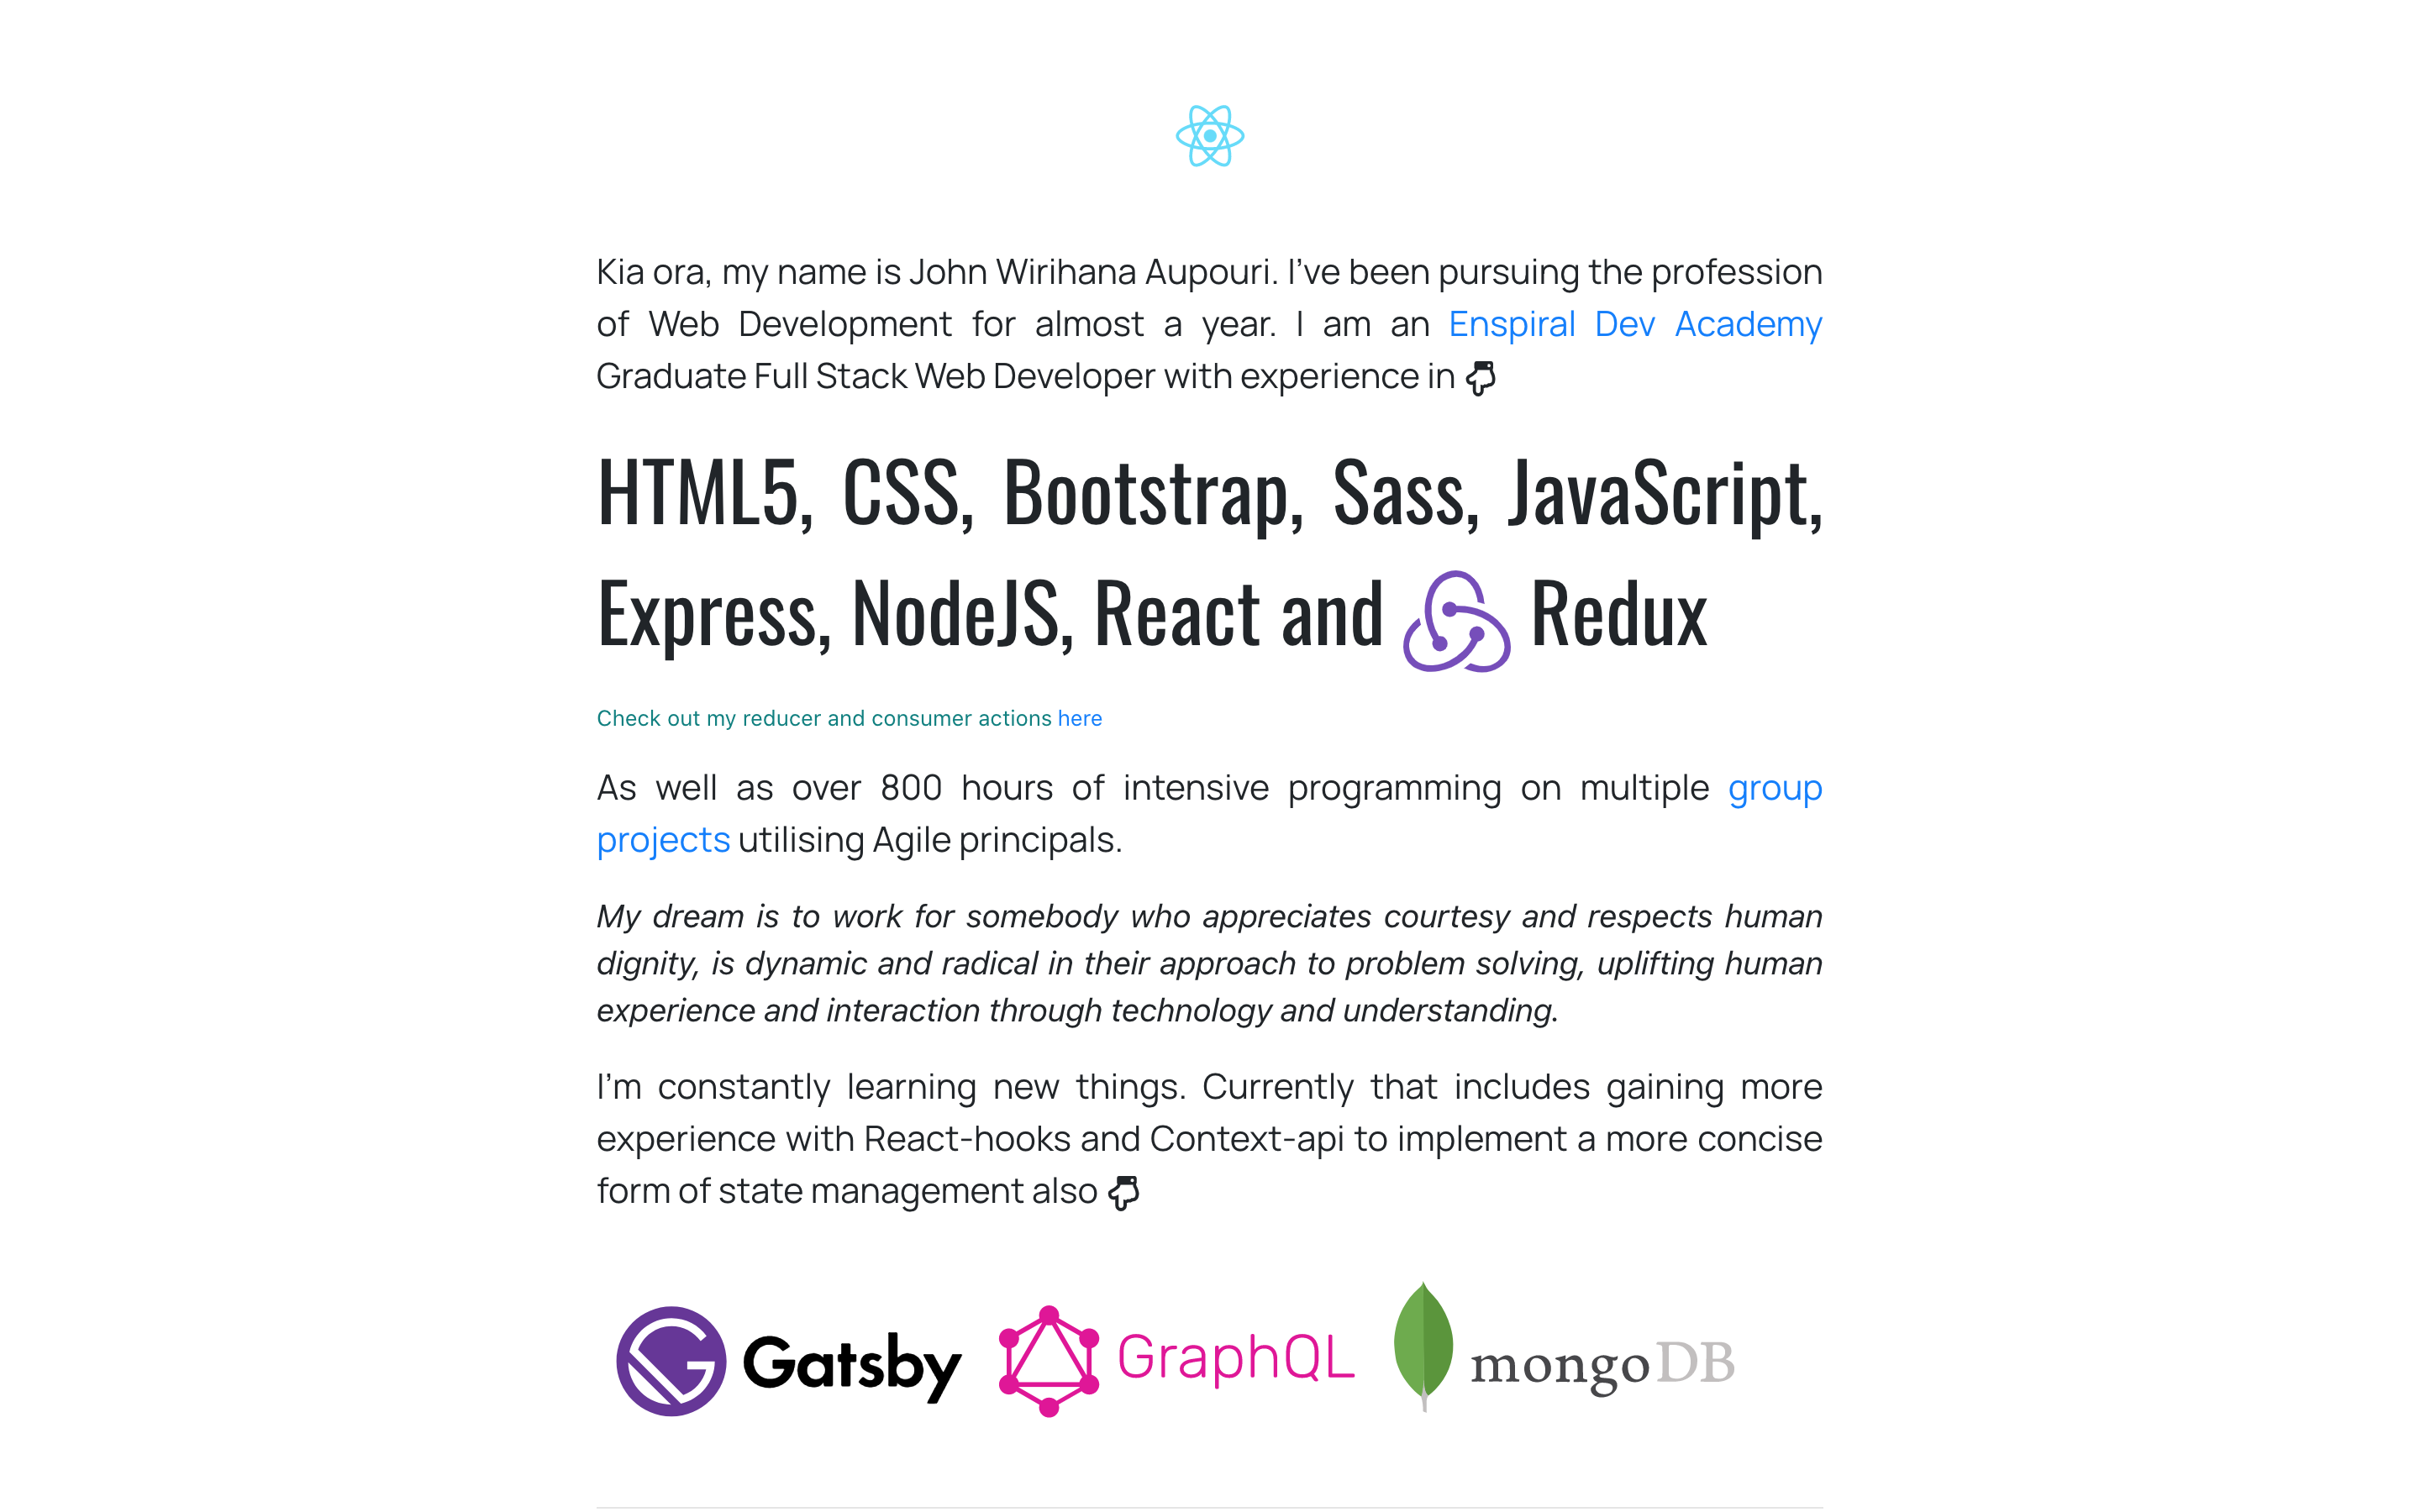 Kia ora, my name is John Wirihana Aupouri. I've been pursuing the profession
of Web Development for almost a year. I am an Enspiral Dev Academy
Graduate Full Stack Web Developer with experience in
HTML5, CSS, Bootstrap, Sass, JavaScript,
Express, NodeJS, React and Redux
Check out my reducer and consumer actions here
As well as over 800 hours of intensive programming on multiple group
projects utilising Agile principals.
My dream is to work for somebody who appreciates courtesy and respects human
dignity, is dynamic and radical in their approach to problem solving, uplifting human
experience and interaction through technology and understanding.
I'm constantly learning new things. Currently that includes gaining more
experience with React-hooks and Context-api to implement a more concise
form of state management also
Gatsby GraphQL mongoDB